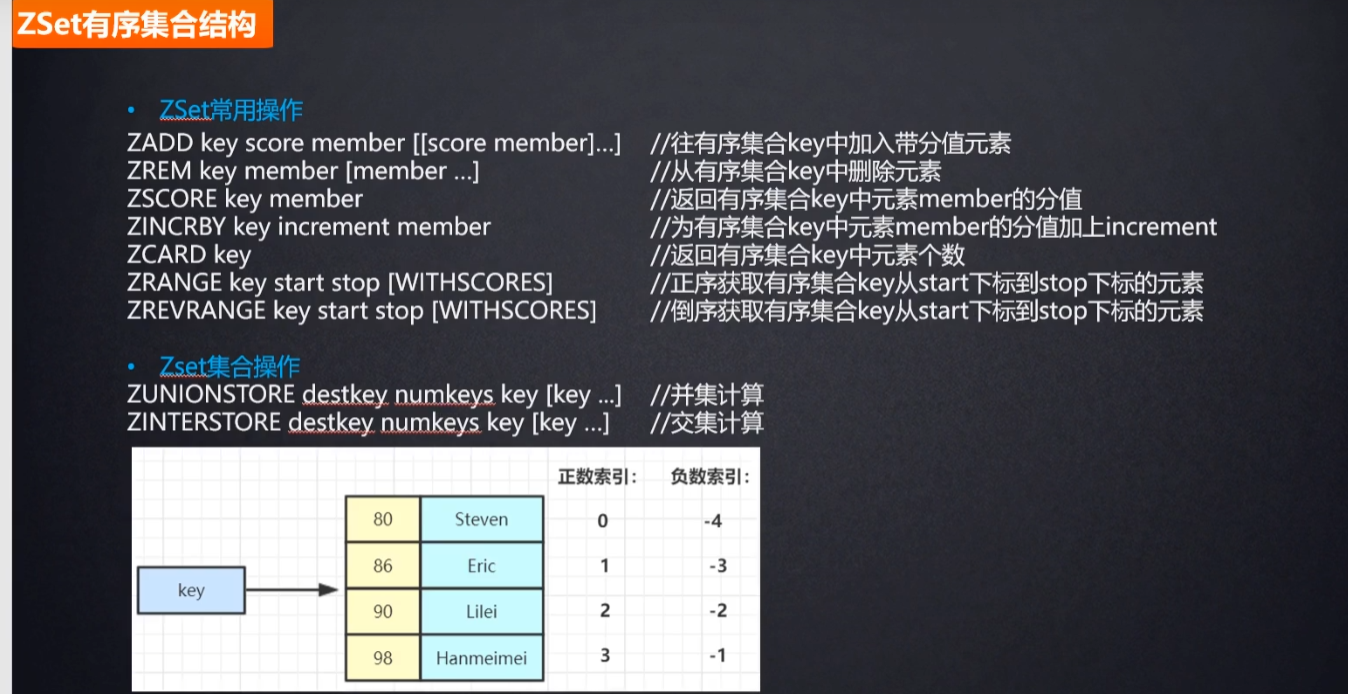 ZSet有序集合结构
• ZSet常用操作
ZADD key score member [[score member]…] //往有序集合key中加入带分值元素
ZREM key member [member …] //从有序集合key中删除元素
ZSCORE key member //返回有序集合key中元素member的分值
ZINCRBY key increment member //为有序集合key中元素member的分值加上increment
ZCARD key //返回有序集合key中元素个数
ZRANGE key start stop [WITHSCORES] //正序获取有序集合key从start下标到stop下标的元素
ZREVRANGE key start stop [WITHSCORES] //倒序获取有序集合key从start下标到stop下标的元素
• Zset集合操作
ZUNIONSTORE destkey numkeys key [key ...] //并集计算
ZINTERSTORE destkey numkeys key [key …] //交集计算
正数索引： 负数索引：
80 Steven 0 -4
86 Eric 1 -3
key
90 Lilei 2 -2
98 Hanmeimei 3 -1